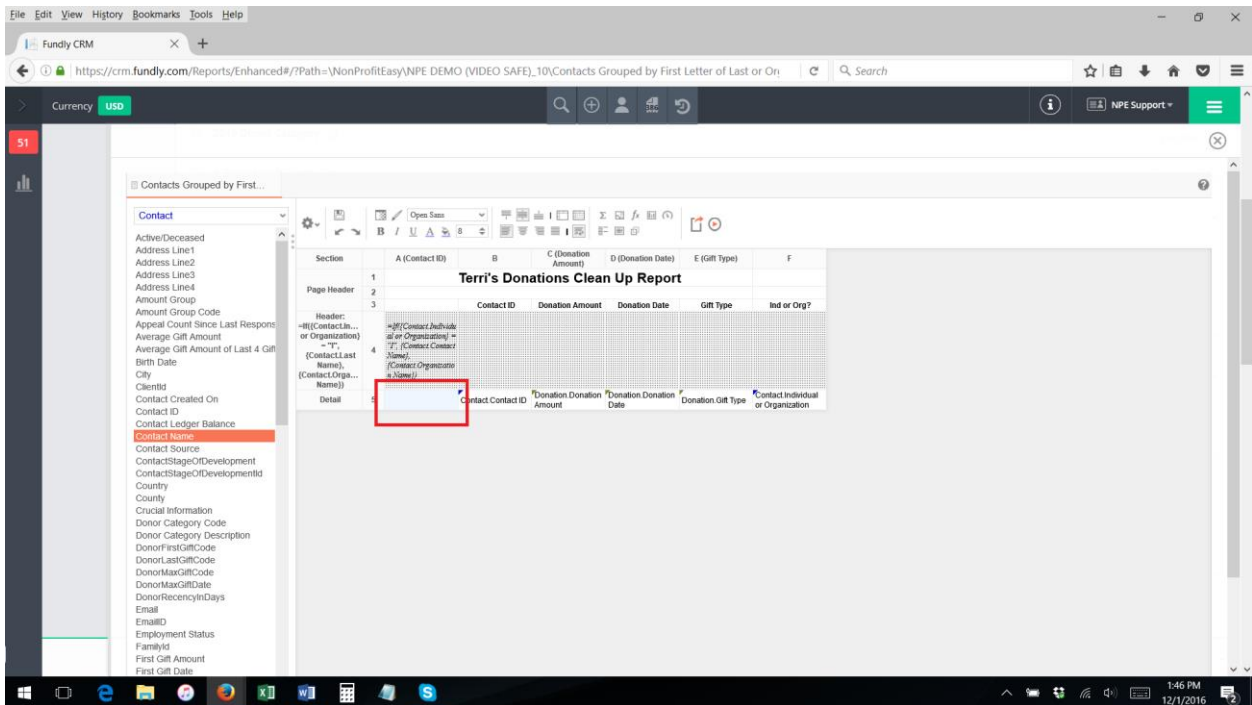 File Edit View History Bookmarks Tools Help
Fundly CRM
https://crm.fundly.com/Reports/Enhanced#/?Path=\NonProfitEasy\NPE DEMO (VIDEO SAFE)_10\Contacts Grouped by First Letter of Last or Or
Search
Currency USD
NPE Support
51
Contacts Grouped by First...
Contact
Open Sans
B I U A 8
Active/Deceased
Address Line1
Address Line2
Address Line3
Address Line4
Amount Group
Amount Group Code
Appeal Count Since Last Respons
Average Gift Amount
Average Gift Amount of Last 4 Gift
Birth Date
City
ClientId
Contact Created On
Contact ID
Contact Ledger Balance
Contact Name
Contact Source
ContactStageOfDevelopment
ContactStageOfDevelopmentId
Country
County
Crucial Information
Donor Category Code
Donor Category Description
DonorFirstGiftCode
DonorLastGiftCode
DonorMaxGiftCode
DonorMaxGiftDate
DonorRecencyInDays
Email
EmailID
Employment Status
FamilyId
First Gift Amount
First Gift Date
Section A (Contact ID) B C (Donation Amount) D (Donation Date) E (Gift Type) F
Page Header
1 Terri's Donations Clean Up Report
2
3 Contact ID Donation Amount Donation Date Gift Type Ind or Org?
Header:
=If({Contact.In...
or Organization}
= "I",
{Contact.Last
Name},
{Contact.Orga...
Name})
4
=If({Contact.Individu
al or Organization} =
"I", {Contact.Contact
Name},
{Contact.Organizatio
n Name})
Detail 5 Contact.Contact ID Donation.Donation Amount Donation.Donation Date Donation.Gift Type Contact.Individual or Organization
1:46 PM
12/1/2016